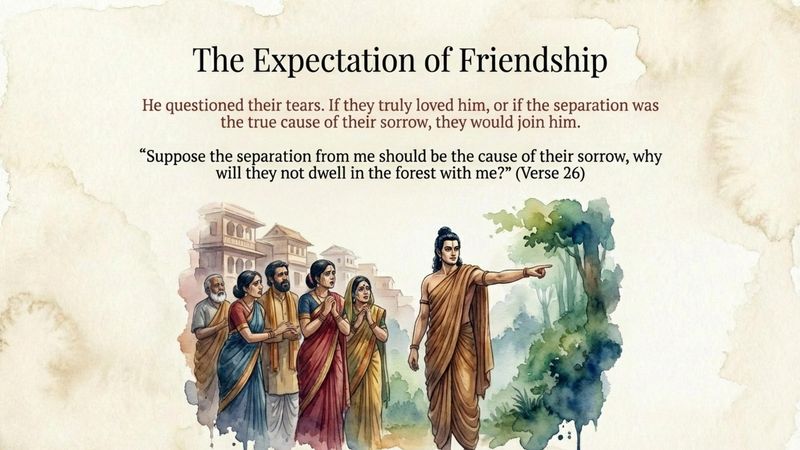 The Expectation of Friendship
He questioned their tears. If they truly loved him, or if the separation was
the true cause of their sorrow, they would join him.
“Suppose the separation from me should be the cause of their sorrow, why
will they not dwell in the forest with me?” (Verse 26)